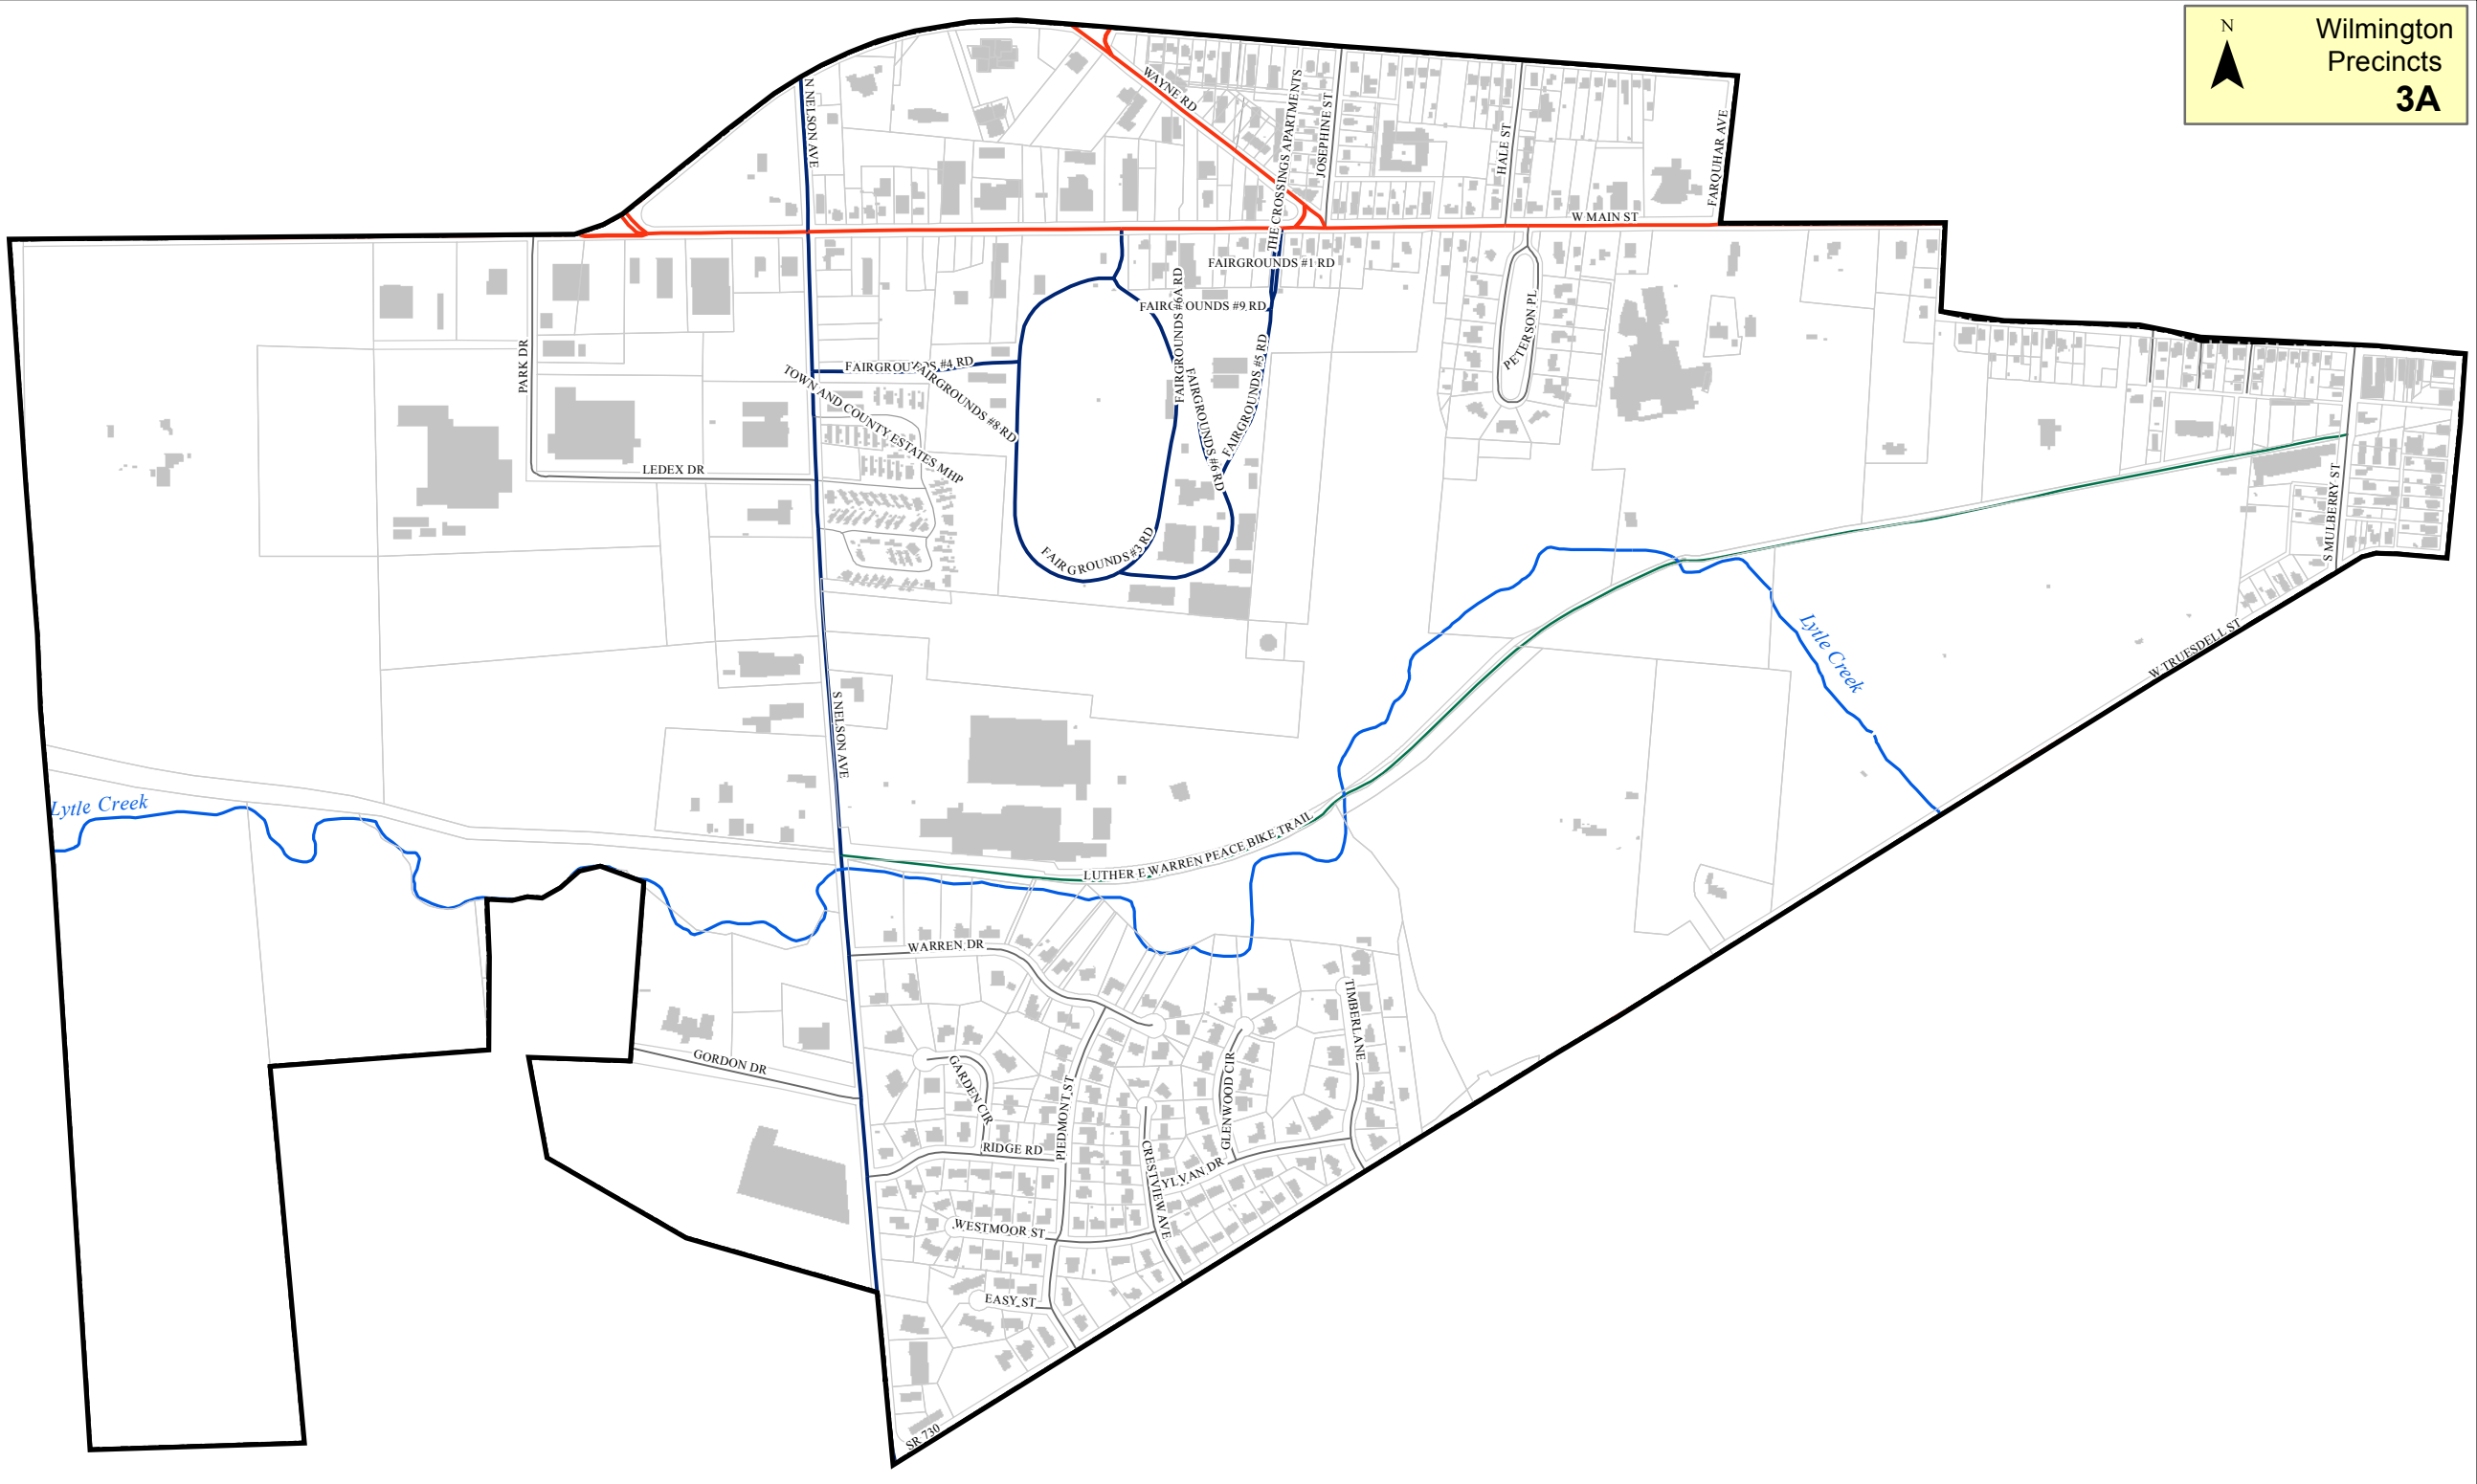 N
Wilmington
Precincts
3A
WAYNE RD
N NELSON AVE
THE CROSSINGS APARTMENTS
JOSEPHINE ST
HALE ST
FARQUHAR AVE
W MAIN ST
FAIRGROUNDS #1 RD
FAIRGROUNDS #9 RD
FAIRGROUNDS #6A RD
PETERSON PL
PARK DR
FAIRGROUNDS #4 RD
FAIRGROUNDS #8 RD
TOWN AND COUNTY ESTATES MHP
FAIRGROUNDS #5 RD
FAIRGROUNDS #6 RD
LEDEX DR
FAIRGROUNDS #3 RD
S MULBERRY ST
Lytle Creek
W TRUESDELL ST
S NELSON AVE
Lytle Creek
LUTHER E WARREN PEACE BIKE TRAIL
WARREN DR
TIMBERLANE
GORDON DR
GARDEN CIR
PIEDMONT ST
GLENWOOD CIR
RIDGE RD
CRESTVIEW AVE
YLVAN DR
WESTMOOR ST
EASY ST
SR 730